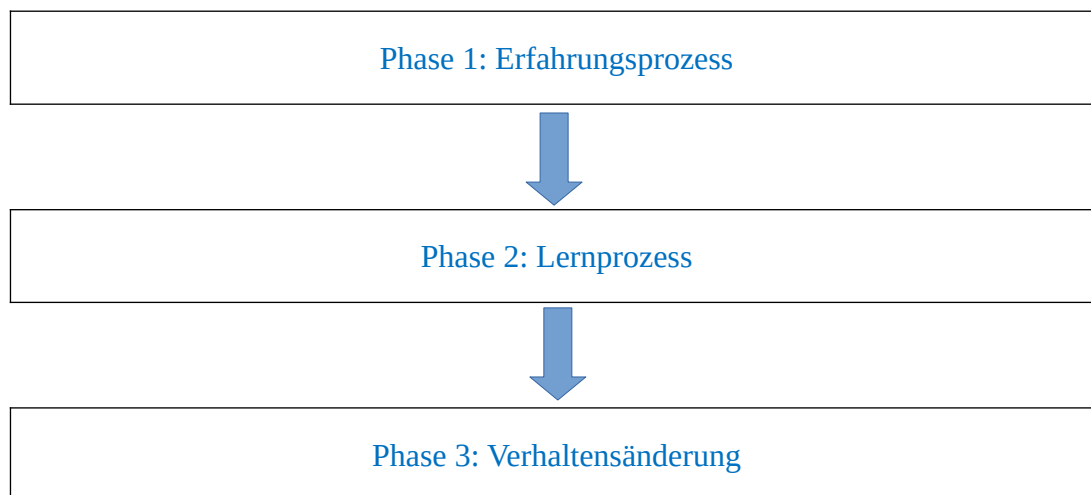 Phase 1: Erfahrungsprozess
Phase 2: Lernprozess
Phase 3: Verhaltensänderung